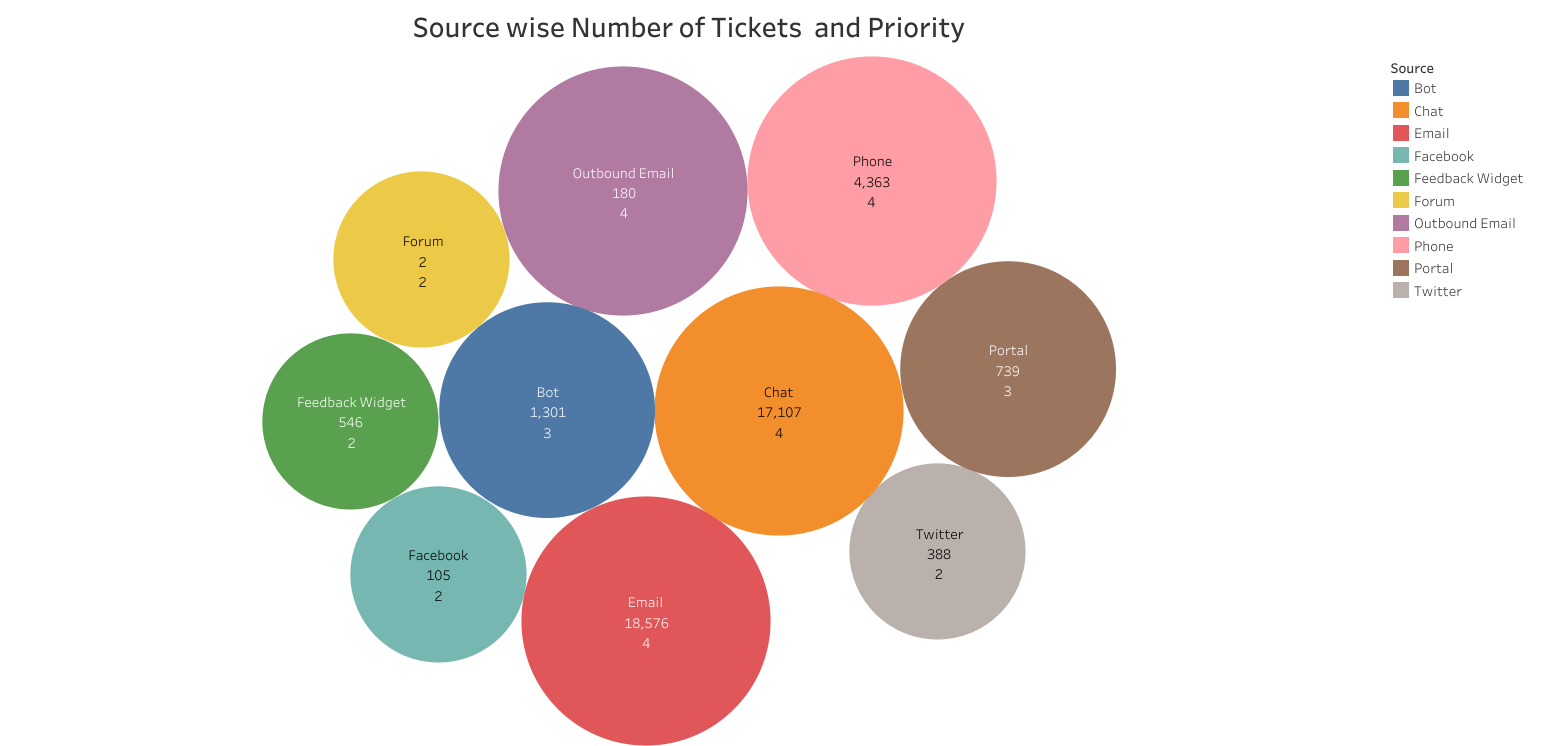 Source wise Number of Tickets  and Priority
Outbound Email
180
4
Phone
4,363
4
Forum
2
2
Portal
739
3
Bot
1,301
3
Chat
17,107
4
Feedback Widget
546
2
Twitter
388
2
Facebook
105
2
Email
18,576
4
Source
Bot
Chat
Email
Facebook
Feedback Widget
Forum
Outbound Email
Phone
Portal
Twitter